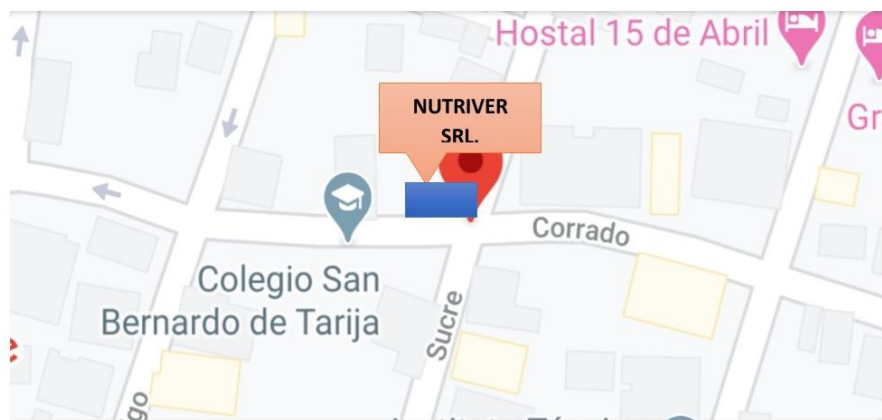 Hostal 15 de Abril
NUTRIVER
SRL.
Gr
Corrado
Colegio San
Bernardo de Tarija
Sucre